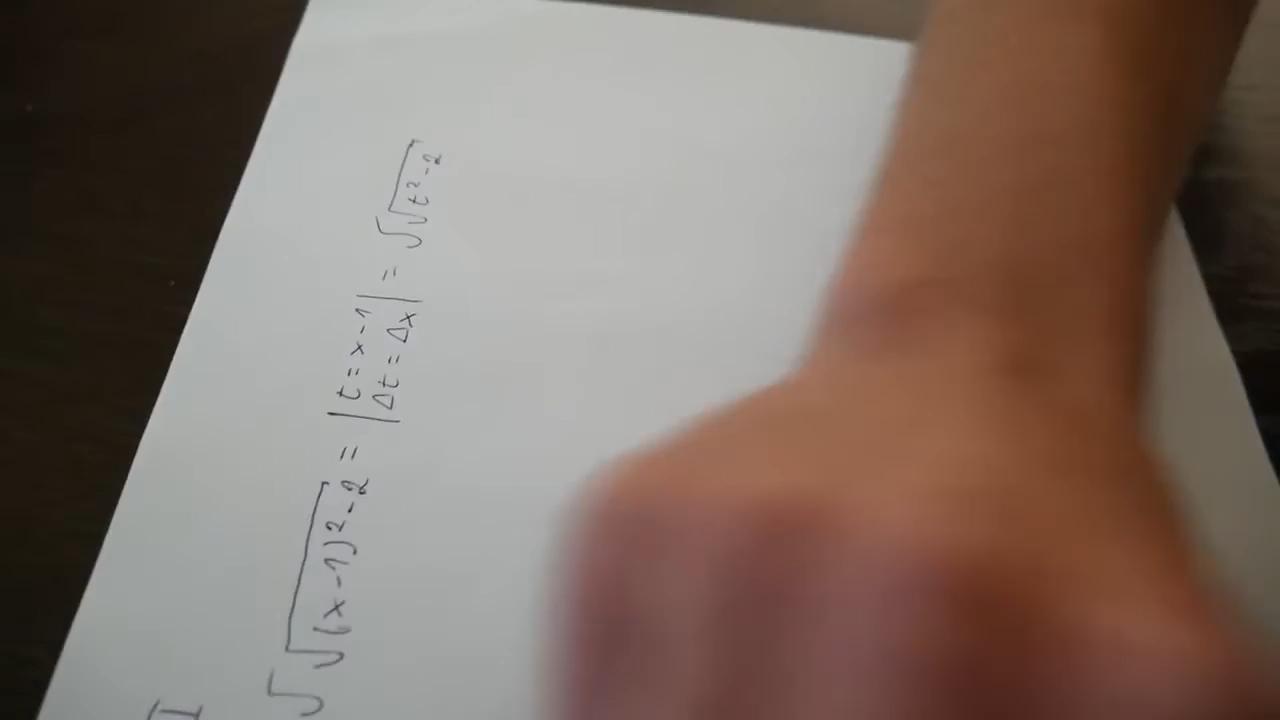 I
∫√(x-1)²-2 = |t=x-1 Δt=Δx| = ∫√t²-2